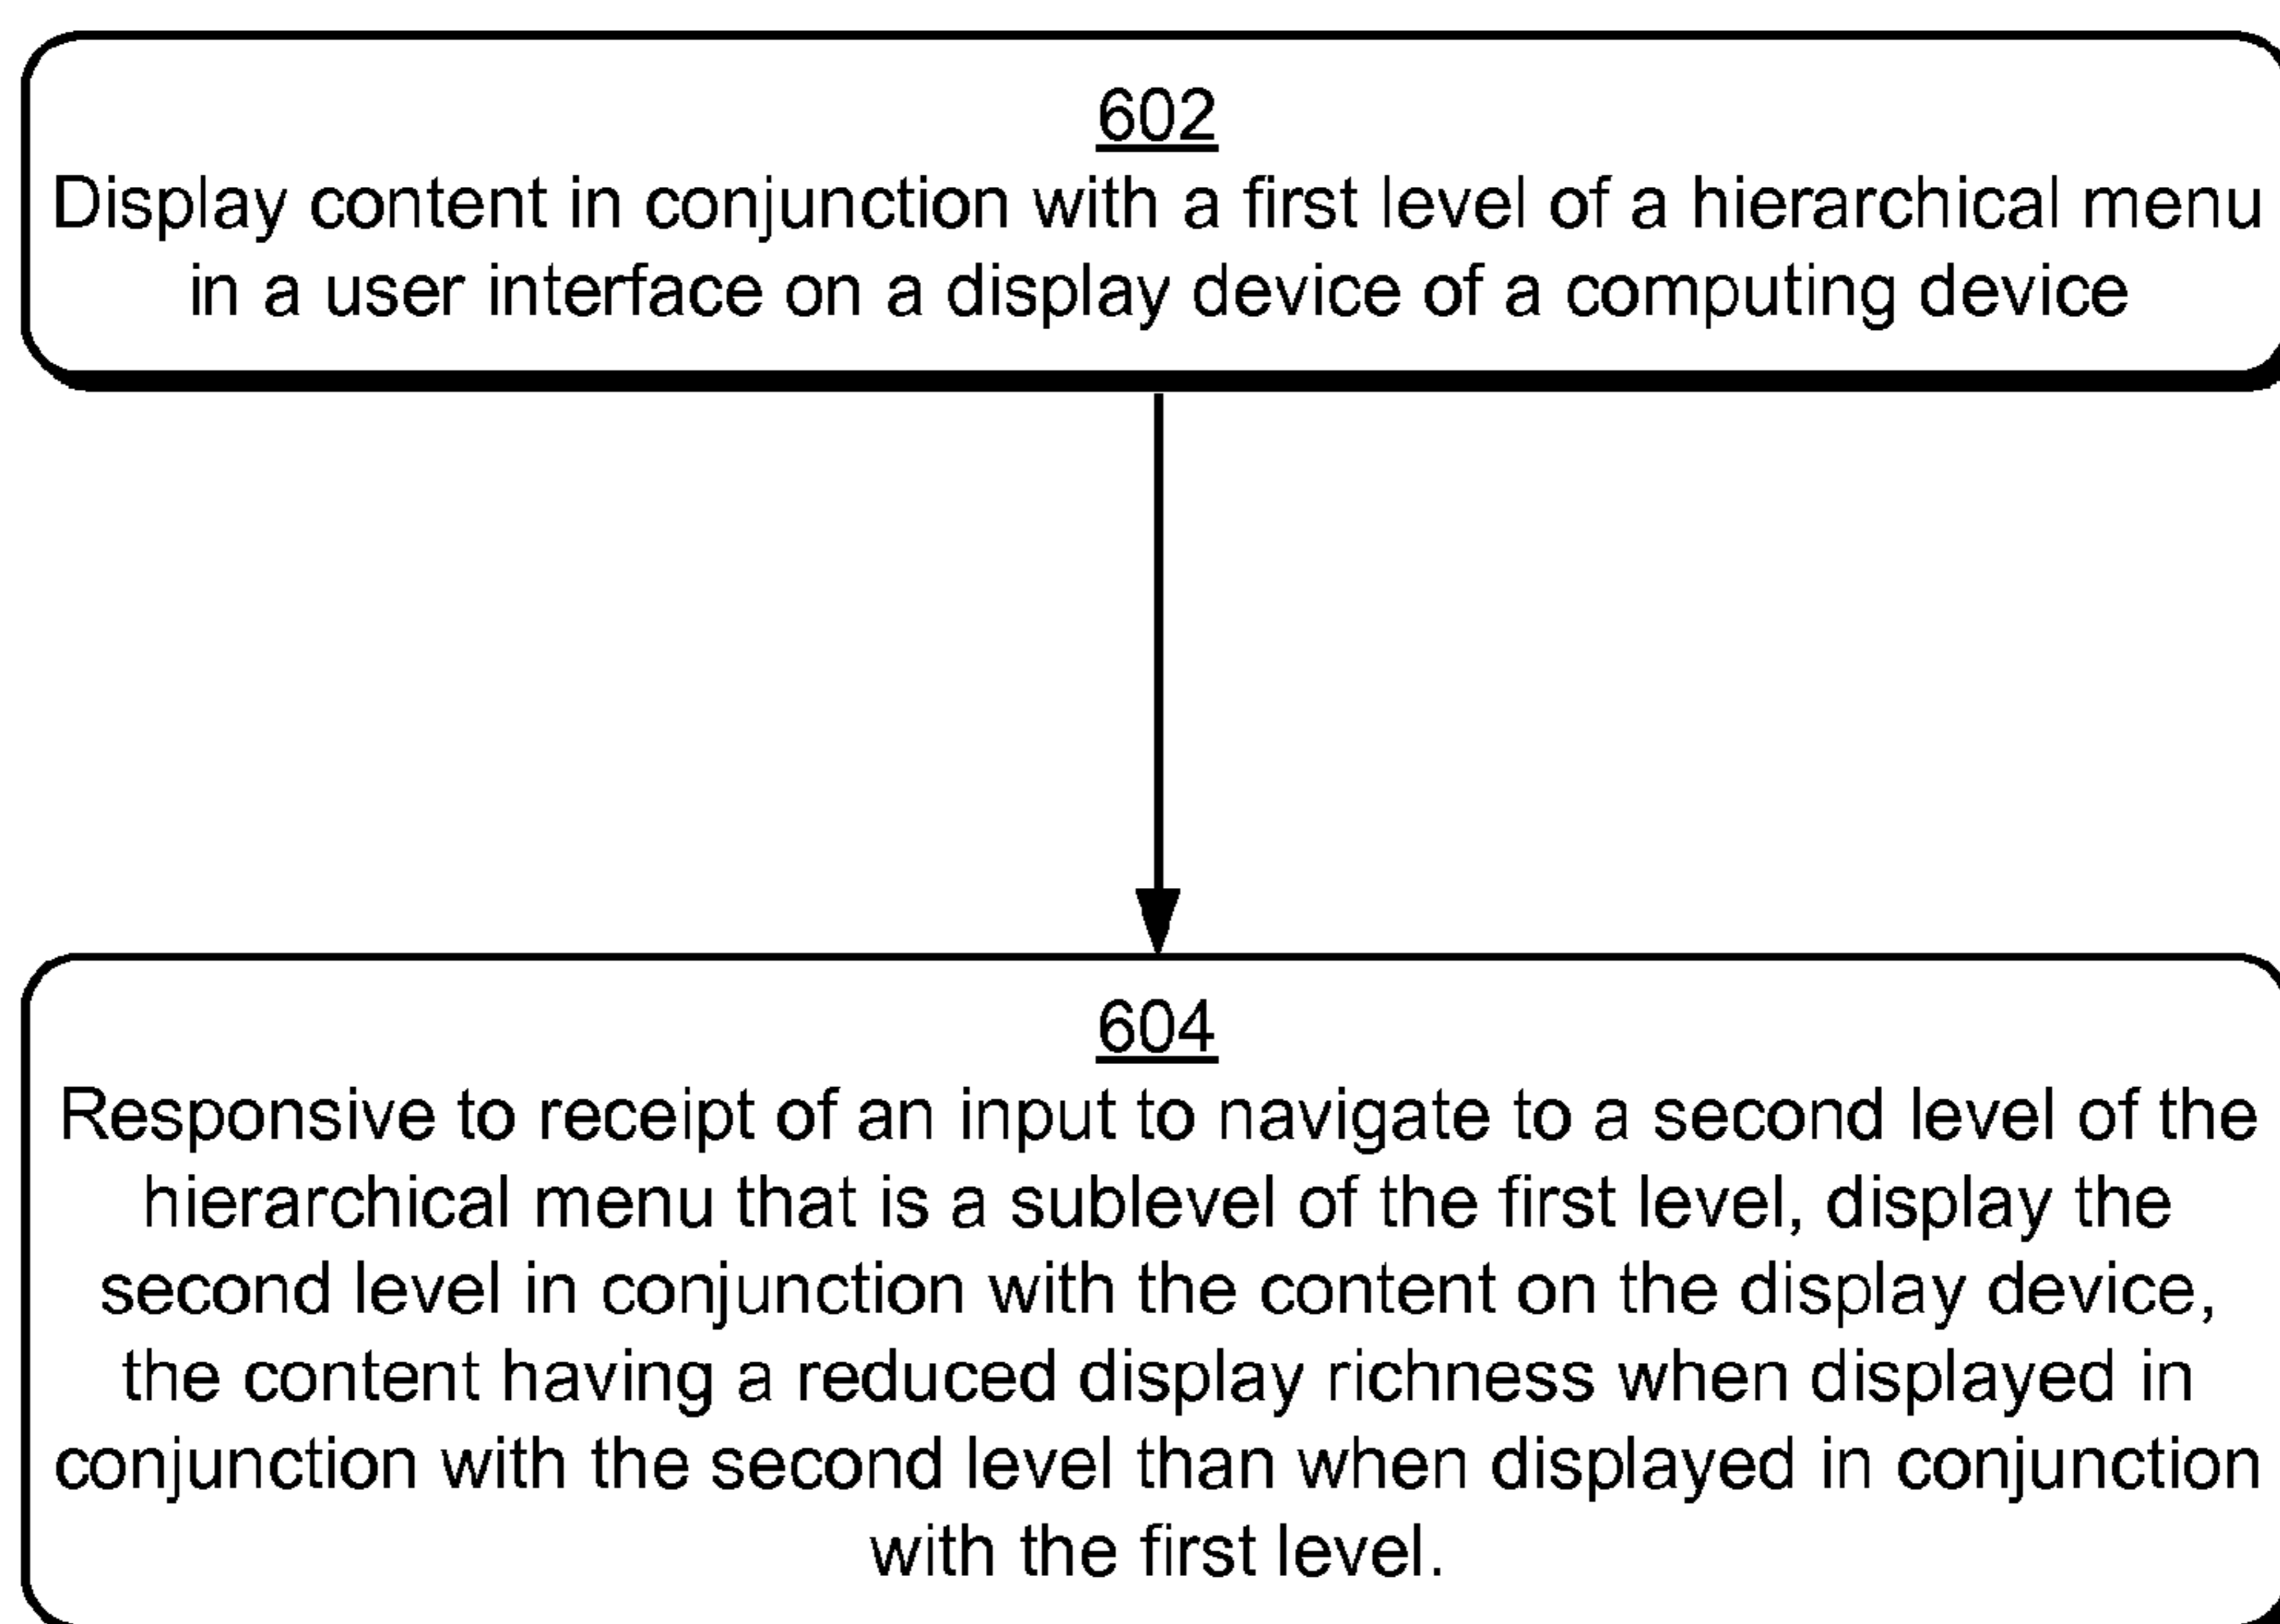 602
Display content in conjunction with a first level of a hierarchical menu
in a user interface on a display device of a computing device
604
Responsive to receipt of an input to navigate to a second level of the
hierarchical menu that is a sublevel of the first level, display the
second level in conjunction with the content on the display device,
the content having a reduced display richness when displayed in
conjunction with the second level than when displayed in conjunction
with the first level.